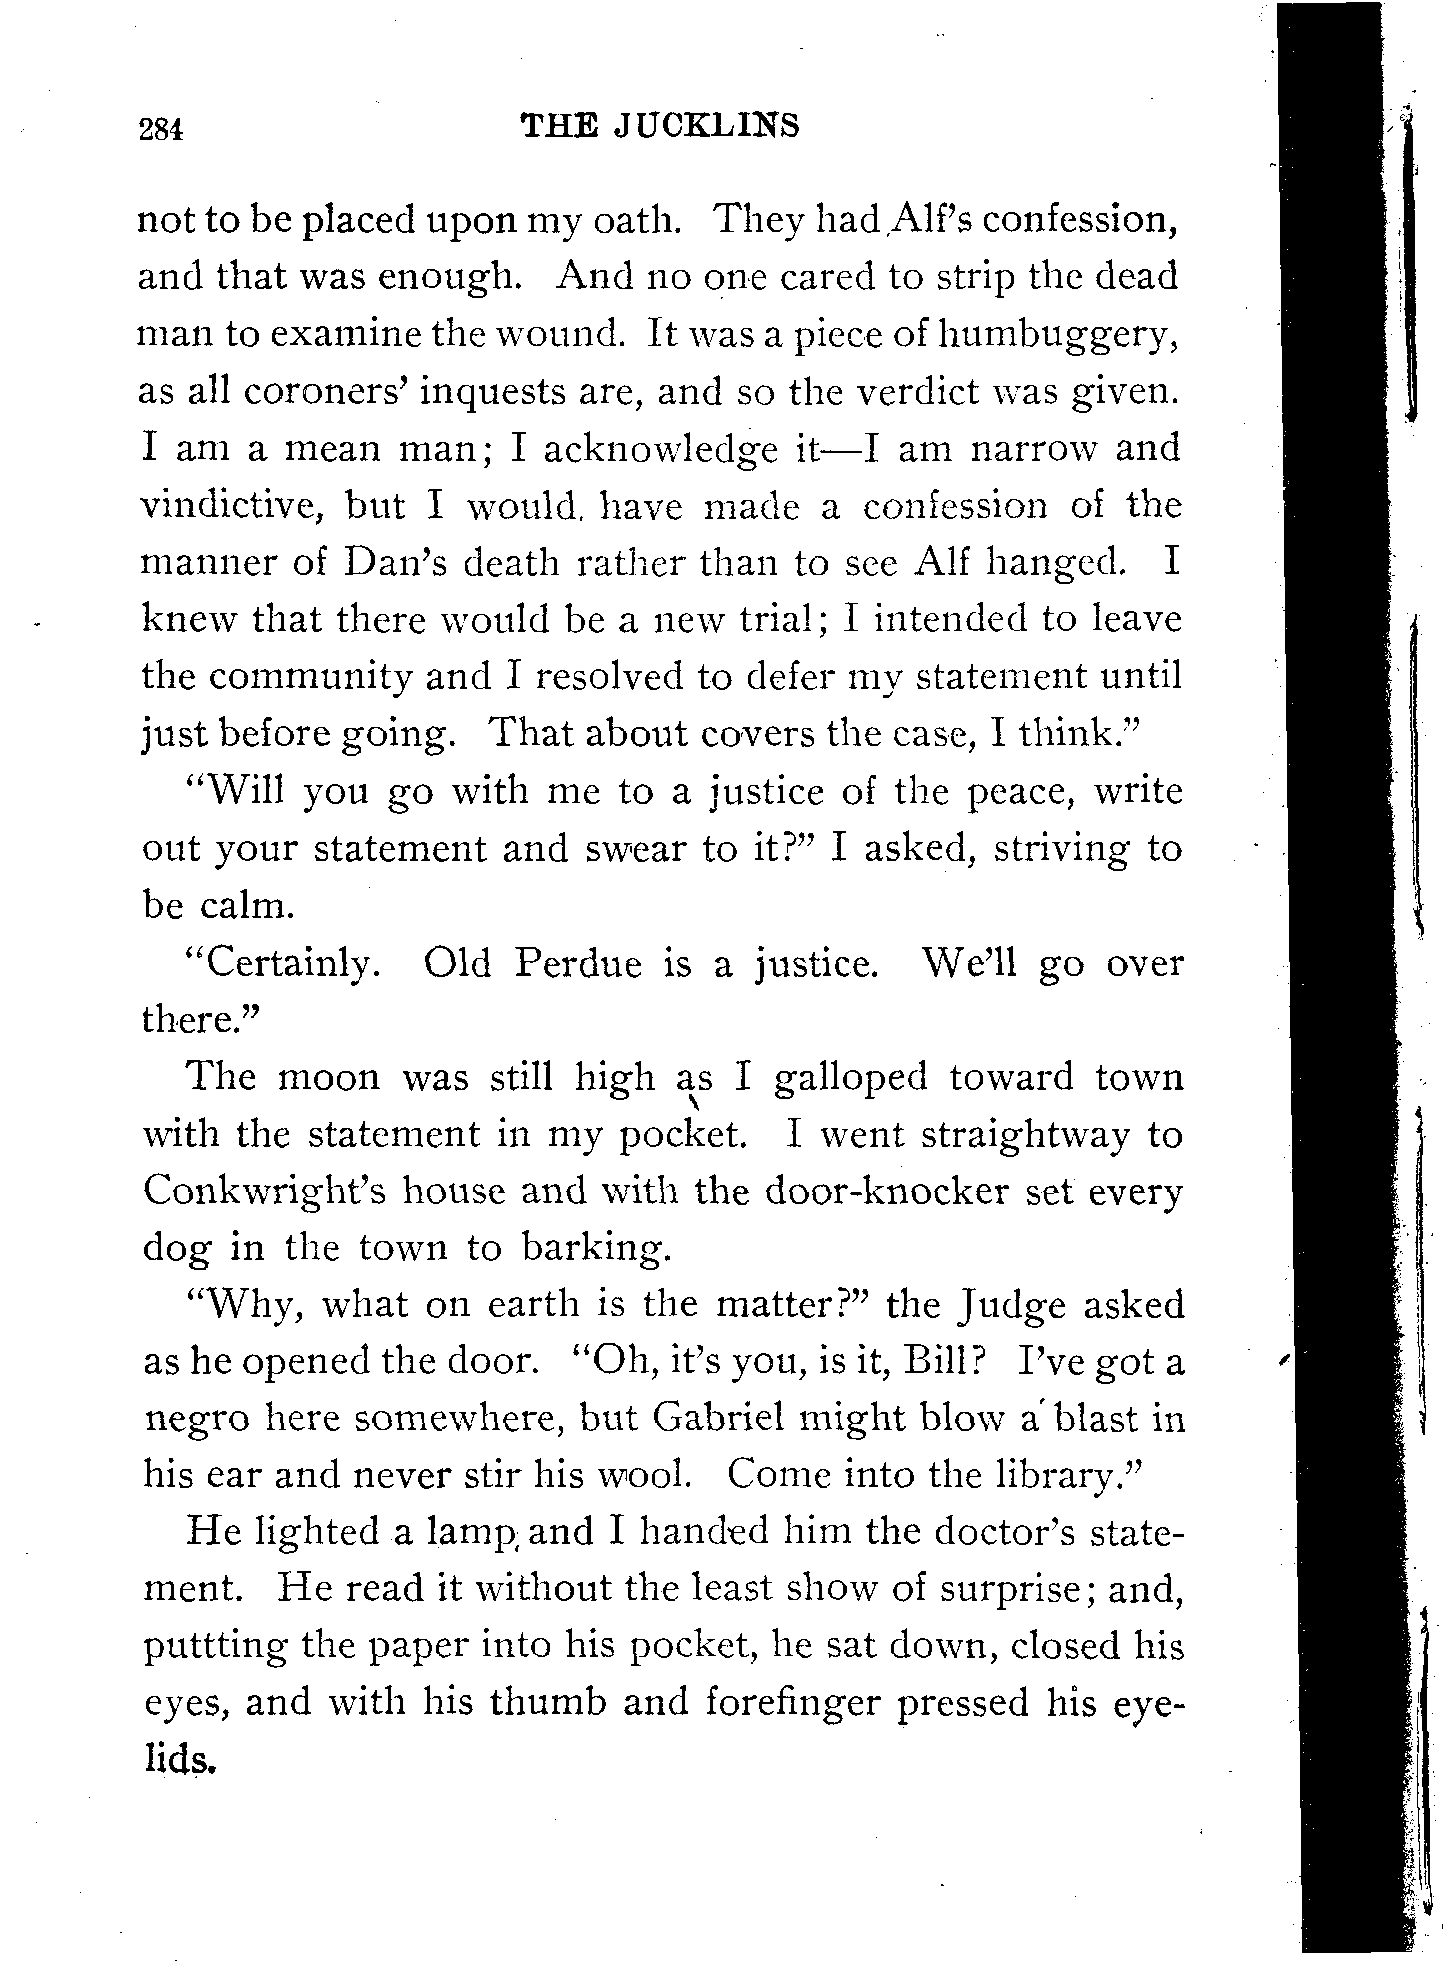 284 THE JUCKLINS
not to be placed upon my oath. They had Alf's confession,
and that was enough. And no one cared to strip the dead
man to examine the wound. It was a piece of humbuggery,
as all coroners' inquests are, and so the verdict was given.
I am a mean man; I acknowledge it—I am narrow and
vindictive, but I would have made a confession of the
manner of Dan's death rather than to see Alf hanged. I
knew that there would be a new trial; I intended to leave
the community and I resolved to defer my statement until
just before going. That about covers the case, I think.”
“Will you go with me to a justice of the peace, write
out your statement and swear to it?” I asked, striving to
be calm.
“Certainly. Old Perdue is a justice. We'll go over
there.”
The moon was still high as I galloped toward town
with the statement in my pocket. I went straightway to
Conkwright's house and with the door-knocker set every
dog in the town to barking.
“Why, what on earth is the matter?” the Judge asked
as he opened the door. “Oh, it's you, is it, Bill? I've got a
negro here somewhere, but Gabriel might blow a blast in
his ear and never stir his wool. Come into the library.”
He lighted a lamp and I handed him the doctor's state-
ment. He read it without the least show of surprise; and,
puttting the paper into his pocket, he sat down, closed his
eyes, and with his thumb and forefinger pressed his eye-
lids.